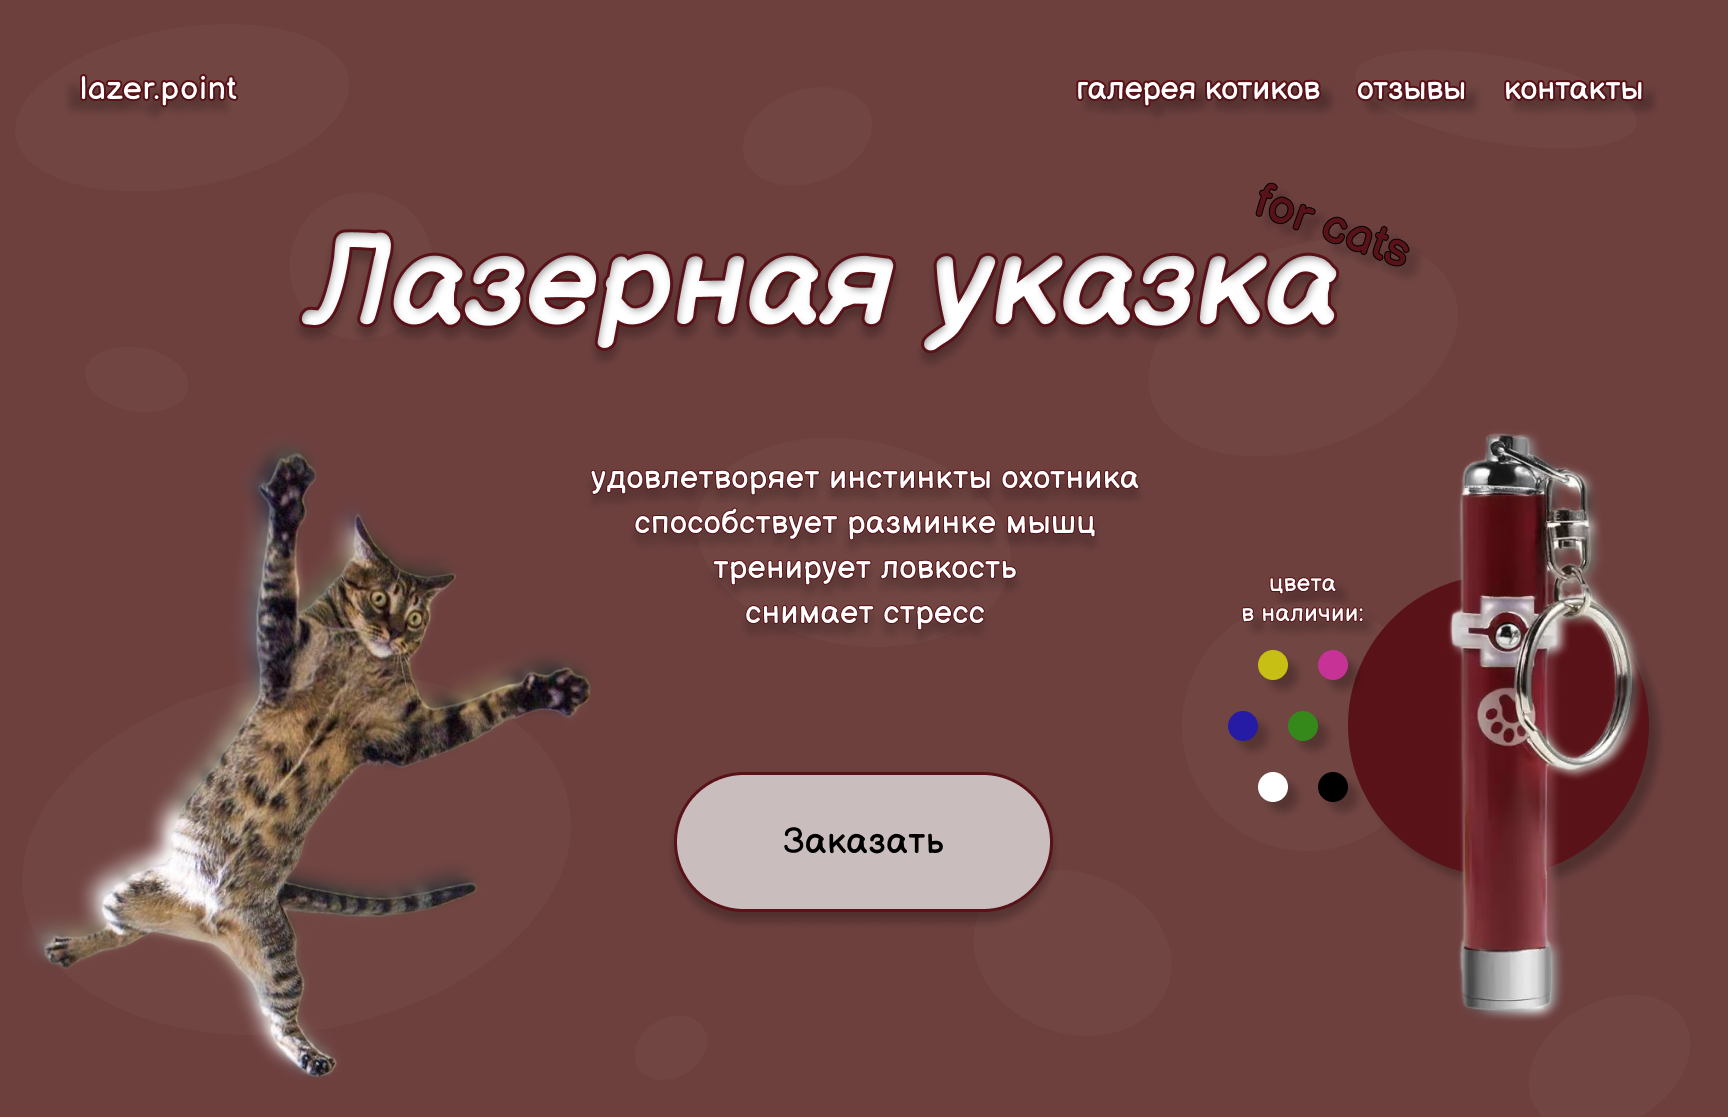 lazer.point
галерея котиков отзывы контакты
for cats
Лазерная указка
удовлетворяет инстинкты охотника
способствует разминке мышц
тренирует ловкость
снимает стресс
цвета
в наличии:
Заказать